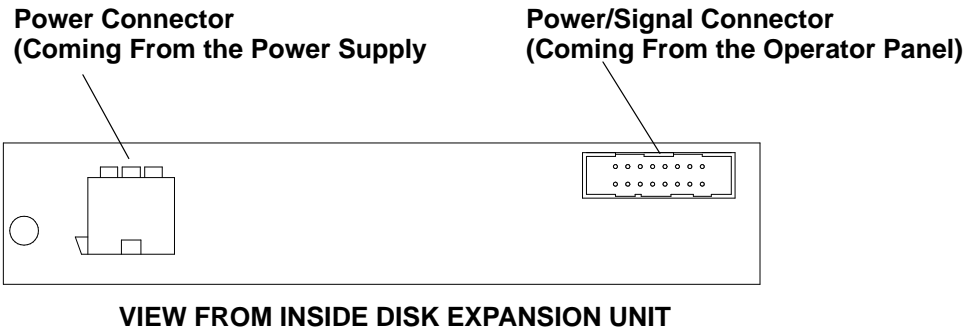 Power Connector
(Coming From the Power Supply
Power/Signal Connector
(Coming From the Operator Panel)
VIEW FROM INSIDE DISK EXPANSION UNIT